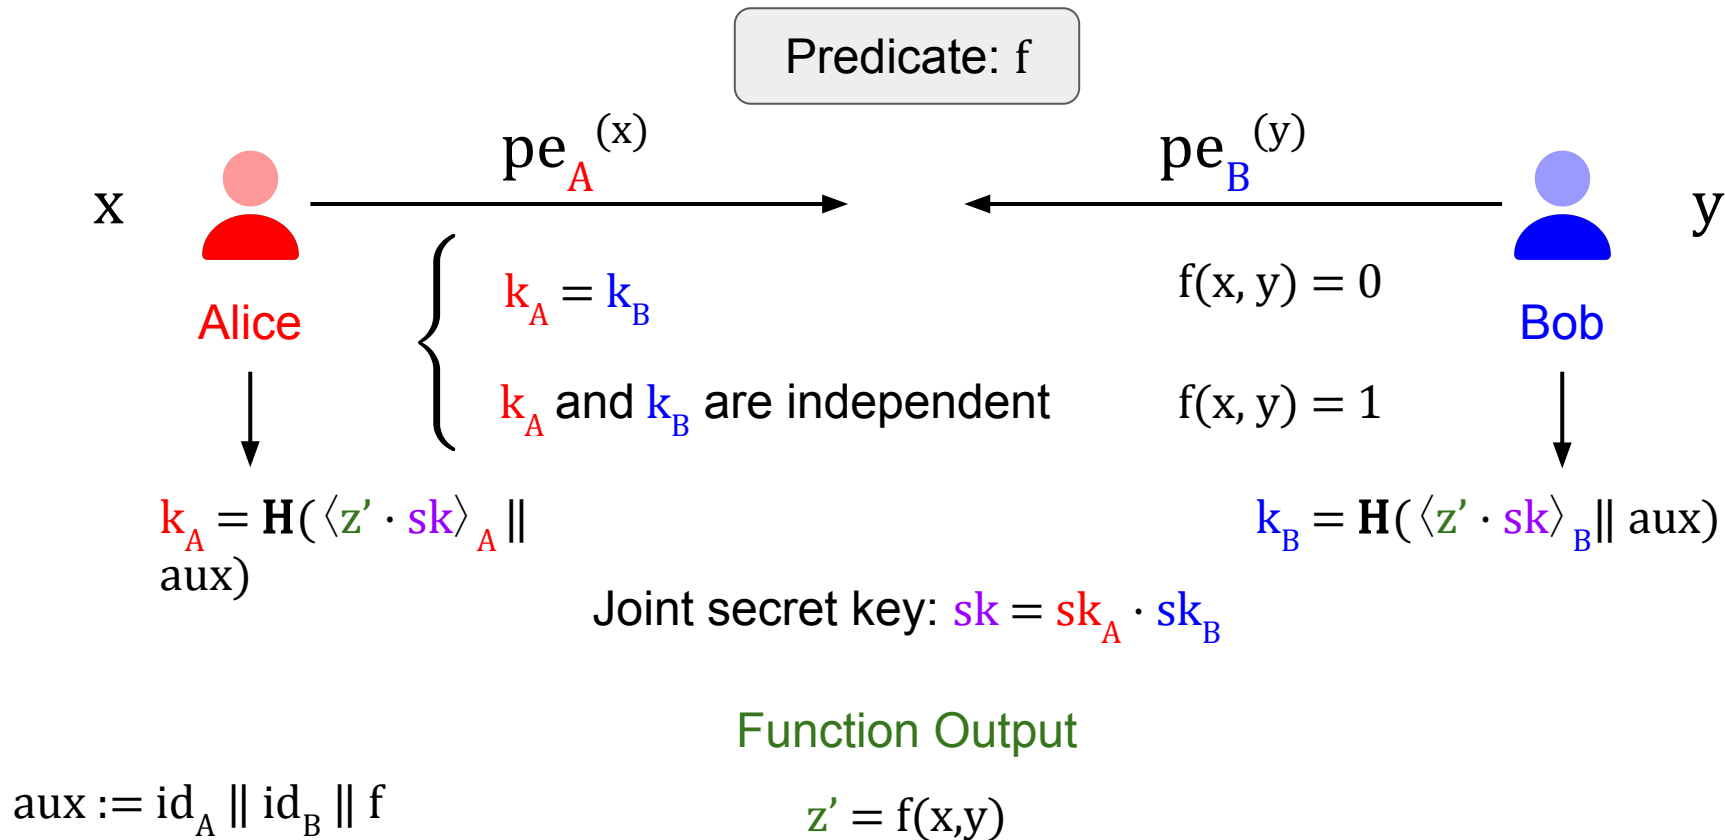 Predicate: f
pe_A^(x)
pe_B^(y)
x
y
Alice
Bob
k_A = k_B
f(x, y) = 0
k_A and k_B are independent
f(x, y) = 1
k_A = H(⟨z’ · sk⟩_A ||
aux)
k_B = H(⟨z’ · sk⟩_B || aux)
Joint secret key: sk = sk_A · sk_B
Function Output
z’ = f(x,y)
aux := id_A || id_B || f